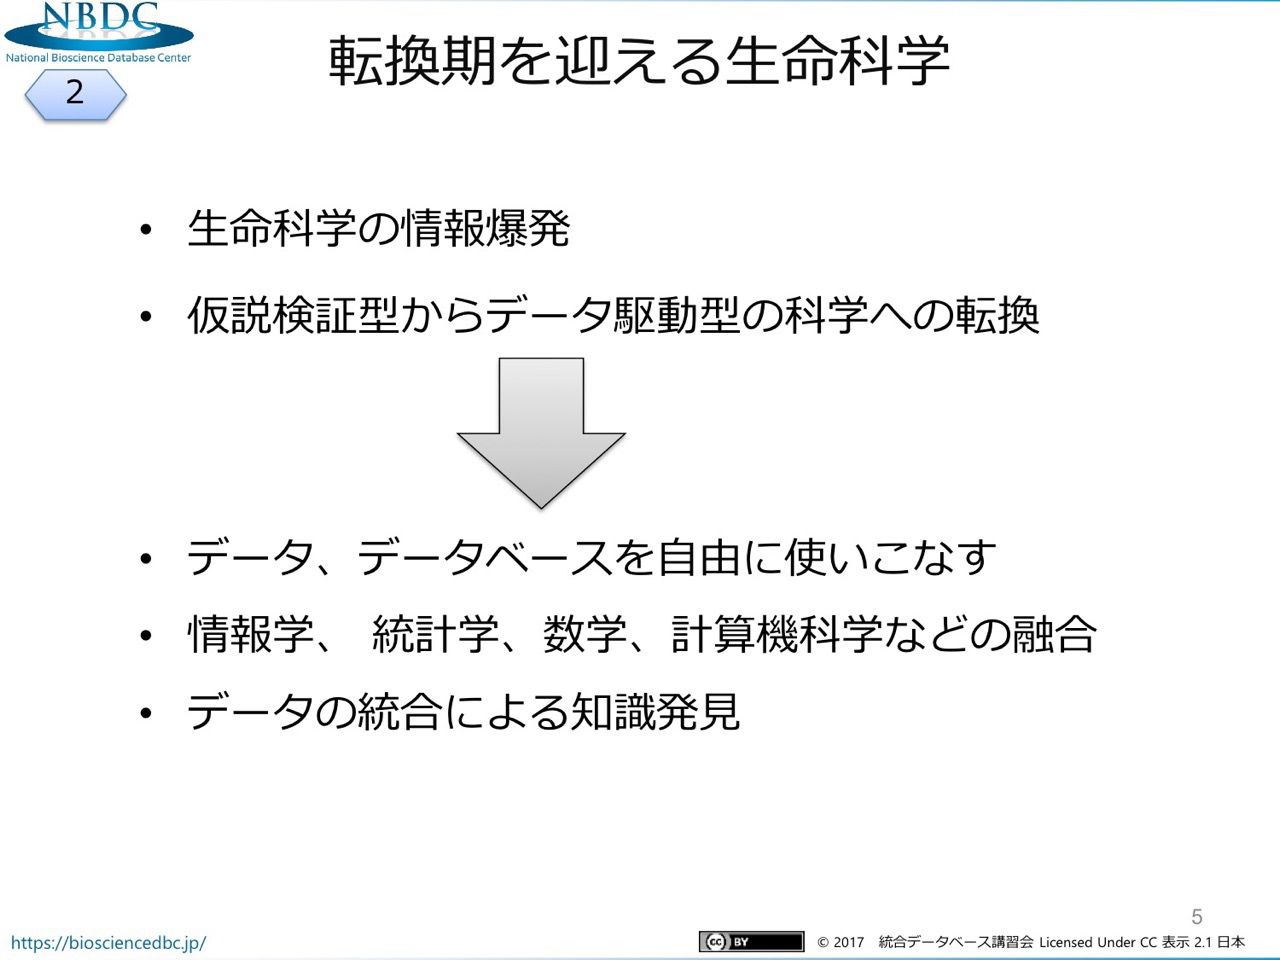 NBDC
National Bioscience Database Center
2
転換期を迎える生命科学
• 生命科学の情報爆発
• 仮説検証型からデータ駆動型の科学への転換
• データ、データベースを自由に使いこなす
• 情報学、 統計学、数学、計算機科学などの融合
• データの統合による知識発見
5
https://biosciencedbc.jp/
cc BY
© 2017 統合データベース講習会 Licensed Under CC 表示 2.1 日本